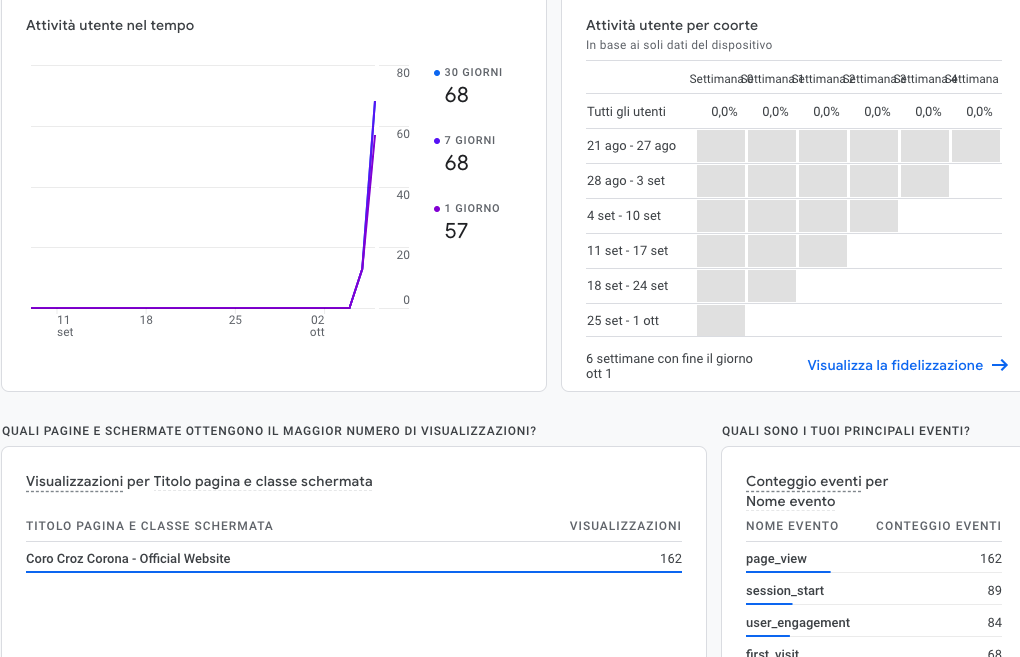 Attività utente nel tempo
80
60
40
20
0
11
set
18
25
02
ott
30 GIORNI
68
7 GIORNI
68
1 GIORNO
57
Attività utente per coorte
In base ai soli dati del dispositivo
Settimana 0 Settimana 1 Settimana 2 Settimana 3 Settimana 4 Settimana
Tutti gli utenti 0,0% 0,0% 0,0% 0,0% 0,0% 0,0%
21 ago - 27 ago
28 ago - 3 set
4 set - 10 set
11 set - 17 set
18 set - 24 set
25 set - 1 ott
6 settimane con fine il giorno
ott 1
Visualizza la fidelizzazione
QUALI PAGINE E SCHERMATE OTTENGONO IL MAGGIOR NUMERO DI VISUALIZZAZIONI?
Visualizzazioni per Titolo pagina e classe schermata
TITOLO PAGINA E CLASSE SCHERMATA VISUALIZZAZIONI
Coro Croz Corona - Official Website 162
QUALI SONO I TUOI PRINCIPALI EVENTI?
Conteggio eventi per
Nome evento
NOME EVENTO CONTEGGIO EVENTI
page_view 162
session_start 89
user_engagement 84
first_visit 68